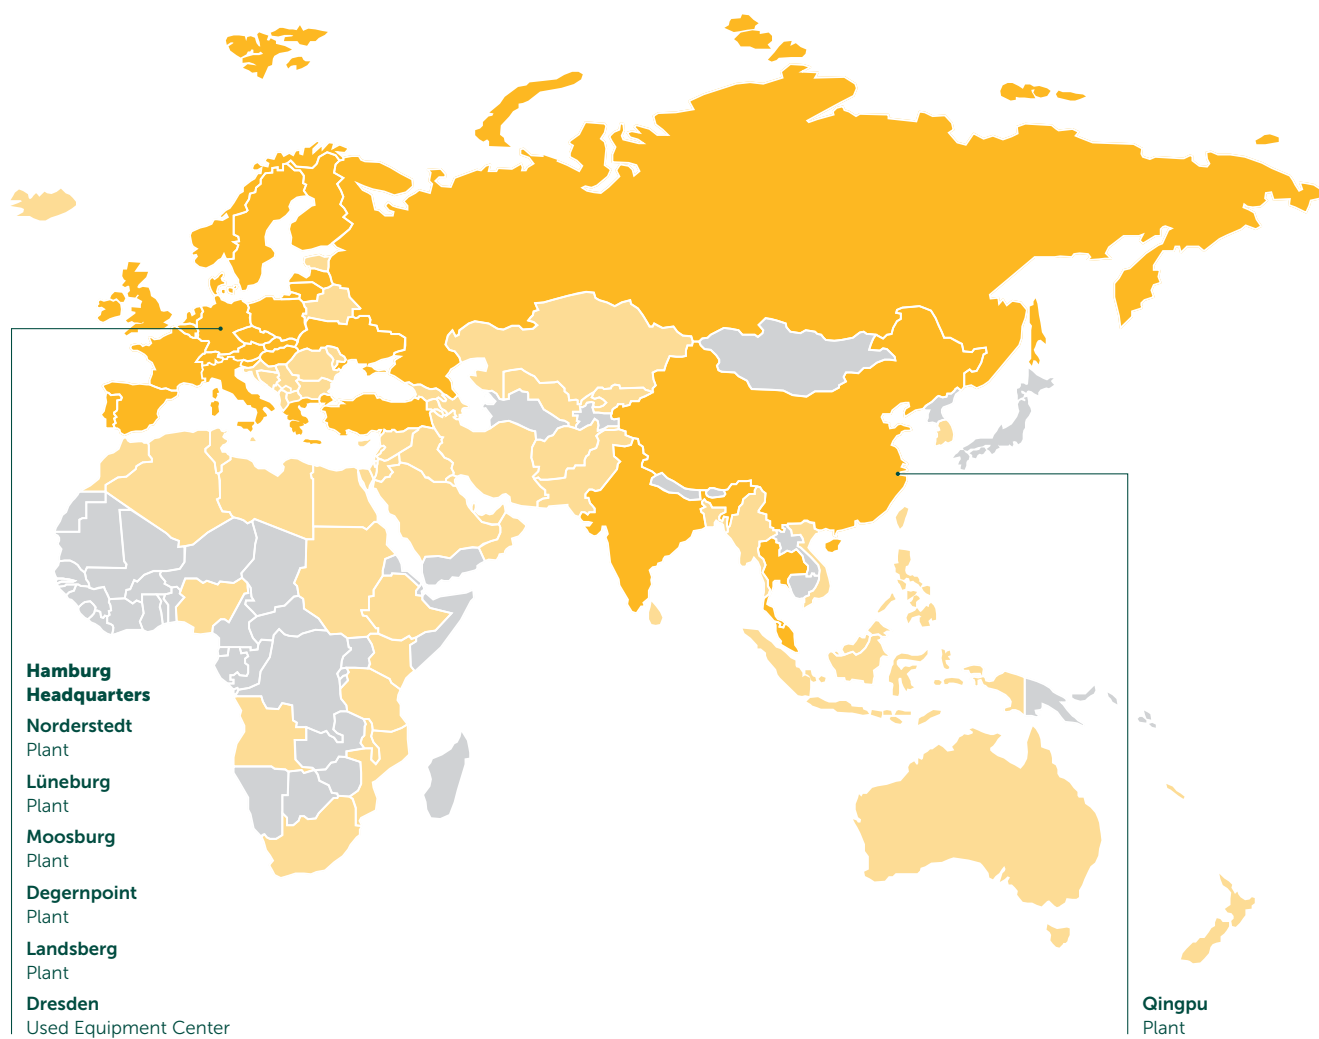 Hamburg
Headquarters
Norderstedt
Plant
Lüneburg
Plant
Moosburg
Plant
Degernpoint
Plant
Landsberg
Plant
Dresden
Used Equipment Center
Qingpu
Plant